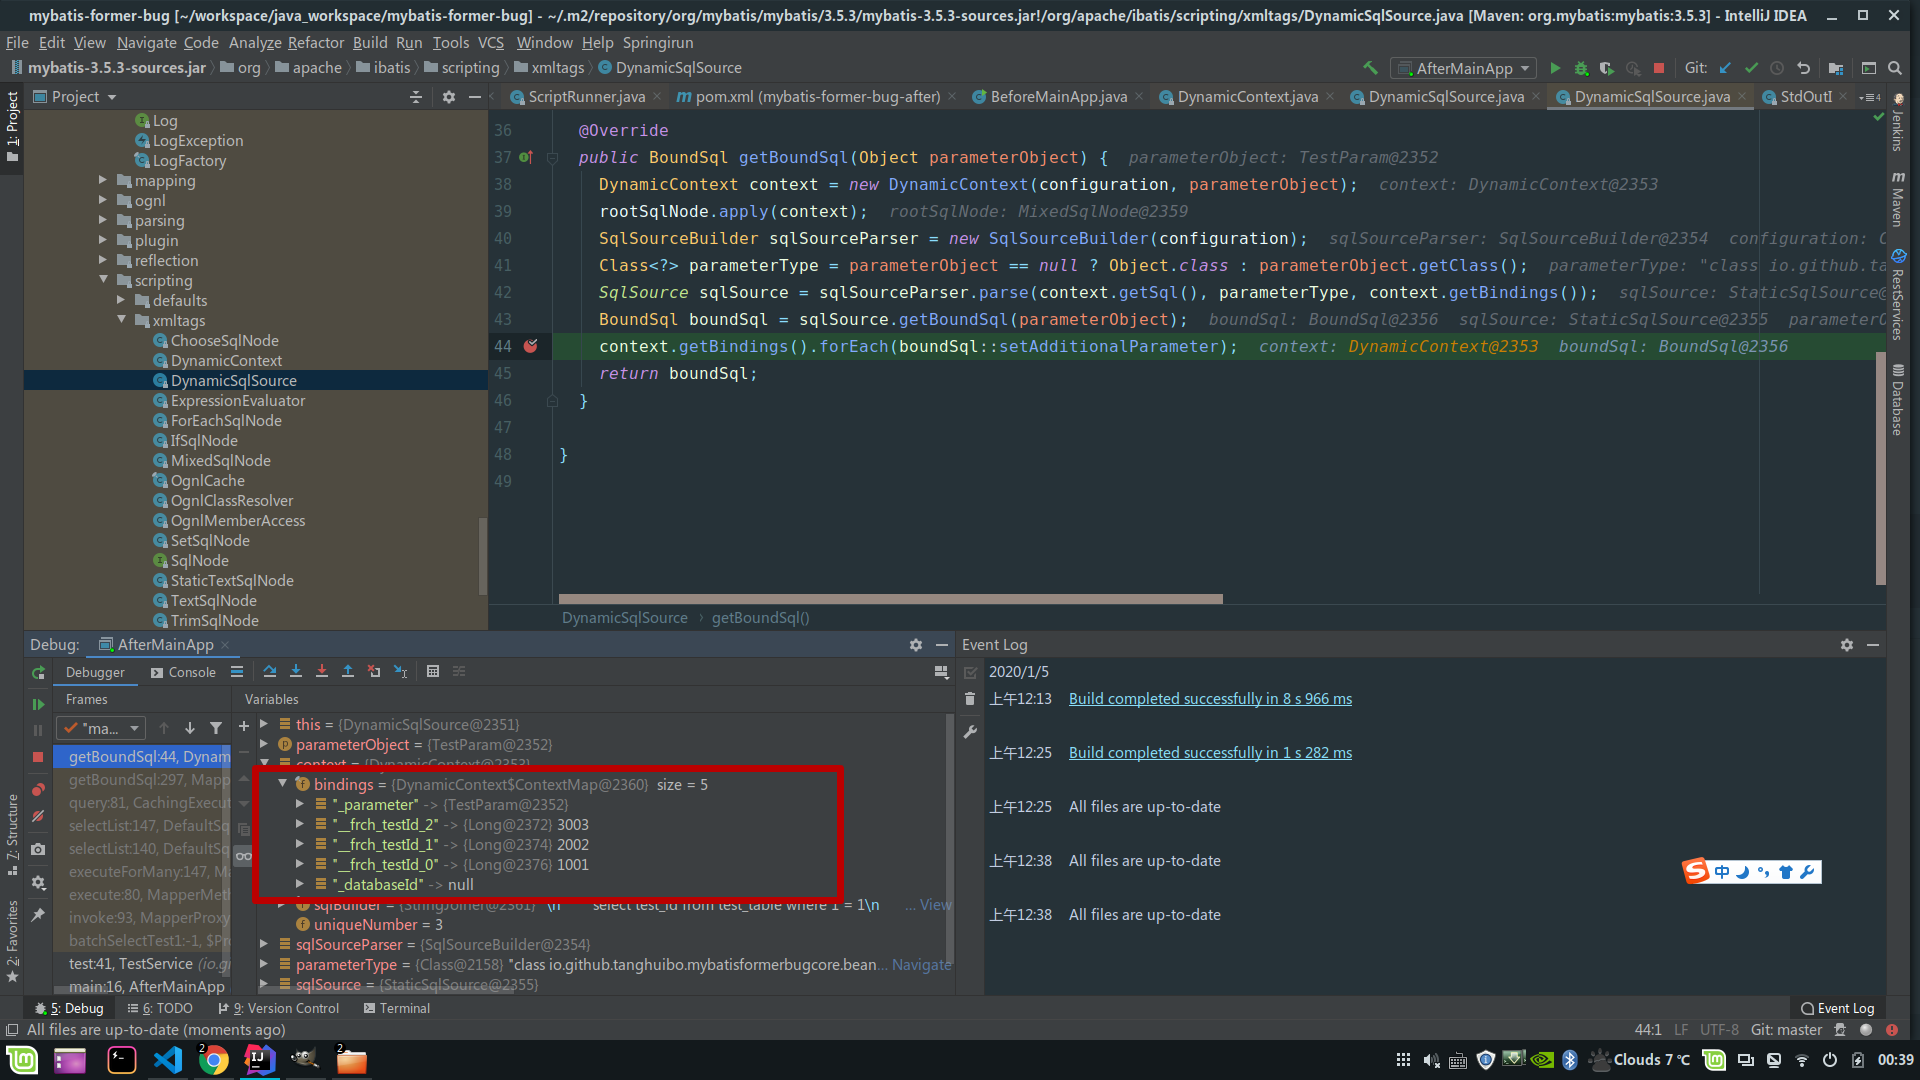 mybatis-former-bug [~/workspace/java_workspace/mybatis-former-bug] - ~/.m2/repository/org/mybatis/mybatis/3.5.3/mybatis-3.5.3-sources.jar!/org/apache/ibatis/scripting/xmltags/DynamicSqlSource.java [Maven: org.mybatis:mybatis:3.5.3] - IntelliJ IDEA
File Edit View Navigate Code Analyze Refactor Build Run Tools VCS Window Help Springirun
mybatis-3.5.3-sources.jar org apache ibatis scripting xmltags DynamicSqlSource
AfterMainApp Git:
Project
ScriptRunner.java pom.xml (mybatis-former-bug-after) BeforeMainApp.java DynamicContext.java DynamicSqlSource.java DynamicSqlSource.java StdOutI
1: Project
Log
LogException
LogFactory
mapping
ognl
parsing
plugin
reflection
scripting
defaults
xmltags
ChooseSqlNode
DynamicContext
DynamicSqlSource
ExpressionEvaluator
ForEachSqlNode
IfSqlNode
MixedSqlNode
OgnlCache
OgnlClassResolver
OgnlMemberAccess
SetSqlNode
SqlNode
StaticTextSqlNode
TextSqlNode
TrimSqlNode
36 @Override
37 public BoundSql getBoundSql(Object parameterObject) { parameterObject: TestParam@2352
38 DynamicContext context = new DynamicContext(configuration, parameterObject); context: DynamicContext@2353
39 rootSqlNode.apply(context); rootSqlNode: MixedSqlNode@2359
40 SqlSourceBuilder sqlSourceParser = new SqlSourceBuilder(configuration); sqlSourceParser: SqlSourceBuilder@2354 configuration: C
41 Class<?> parameterType = parameterObject == null ? Object.class : parameterObject.getClass(); parameterType: "class io.github.ta
42 SqlSource sqlSource = sqlSourceParser.parse(context.getSql(), parameterType, context.getBindings()); sqlSource: StaticSqlSource@
43 BoundSql boundSql = sqlSource.getBoundSql(parameterObject); boundSql: BoundSql@2356 sqlSource: StaticSqlSource@2355 parameterO
44 context.getBindings().forEach(boundSql::setAdditionalParameter); context: DynamicContext@2353 boundSql: BoundSql@2356
45 return boundSql;
46 }
47
48 }
49
DynamicSqlSource getBoundSql()
Jenkins
Maven
RestServices
Database
Debug: AfterMainApp
Debugger Console
Frames
"ma...
getBoundSql:44, Dynam
getBoundSql:297, Mapp
query:81, CachingExecut
selectList:147, DefaultSq
selectList:140, DefaultSq
executeForMany:147, Ma
execute:80, MapperMeth
invoke:93, MapperProxy
batchSelectTest1:-1, $Pr
test:41, TestService (io.gi
main:16, AfterMainApp
Variables
this = {DynamicSqlSource@2351}
parameterObject = {TestParam@2352}
context = {DynamicContext@2353}
bindings = {DynamicContext$ContextMap@2360} size = 5
"_parameter" -> {TestParam@2352}
"__frch_testId_2" -> {Long@2372} 3003
"__frch_testId_1" -> {Long@2374} 2002
"__frch_testId_0" -> {Long@2376} 1001
"_databaseId" -> null
sqlBuilder = {StringJoiner@2361} "\n select test_id from test_table where 1 = 1\n ... View
uniqueNumber = 3
sqlSourceParser = {SqlSourceBuilder@2354}
parameterType = {Class@2158} "class io.github.tanghuibo.mybatisformerbugcore.bean... Navigate
sqlSource = {StaticSqlSource@2355}
Event Log
2020/1/5
上午12:13 Build completed successfully in 8 s 966 ms
上午12:25 Build completed successfully in 1 s 282 ms
上午12:25 All files are up-to-date
上午12:38 All files are up-to-date
上午12:38 All files are up-to-date
S 中
7: Structure
2: Favorites
5: Debug 6: TODO 9: Version Control Terminal Event Log
All files are up-to-date (moments ago) 44:1 LF UTF-8 Git: master
2 2 Clouds 7 ℃ 00:39